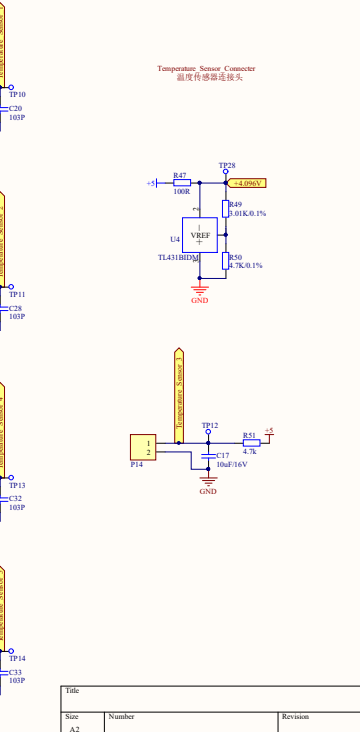 Temperature_Sensor_Connecter
温度传感器连接头
TP10
C20
103P
TP28
R47
+5
+4.096V
100R
R49
3.01K/0.1%
2
U4
VREF
TL431BIDM
R50
4.7K/0.1%
GND
TP11
C28
103P
Temperature_Sensor_3
TP12
R51
+5
1
2
4.7k
C17
10uF/16V
P14
GND
TP13
C32
103P
TP14
C33
103P
Title
Size
Number
Revision
A2